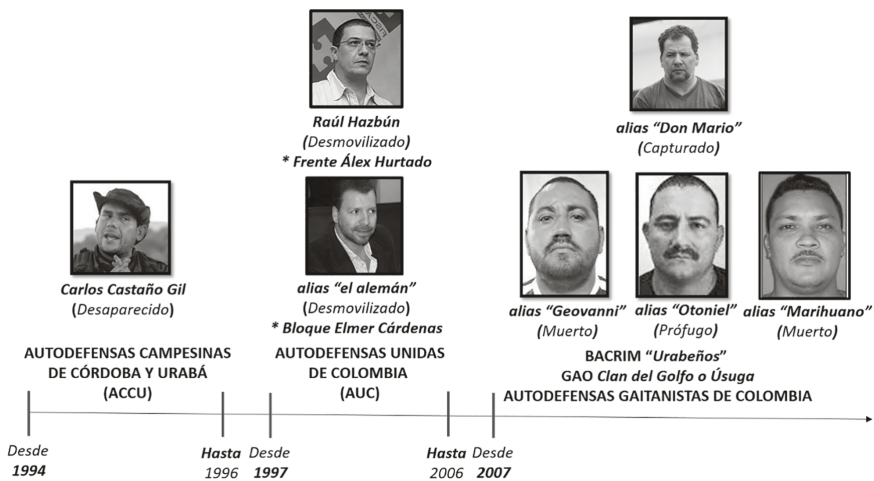 Raúl Hazbún
(Desmovilizado)
* Frente Álex Hurtado
alias “Don Mario”
(Capturado)
Carlos Castaño Gil
(Desaparecido)
alias “el alemán”
(Desmovilizado)
* Bloque Elmer Cárdenas
alias “Geovanni”
(Muerto)
alias “Otoniel”
(Prófugo)
alias “Marihuano”
(Muerto)
AUTODEFENSAS CAMPESINAS
DE CÓRDOBA Y URABÁ
(ACCU)
AUTODEFENSAS UNIDAS
DE COLOMBIA
(AUC)
BACRIM “Urabeños”
GAO Clan del Golfo o Úsuga
AUTODEFENSAS GAITANISTAS DE COLOMBIA
Desde
1994
Hasta
1996
Desde
1997
Hasta
2006
Desde
2007